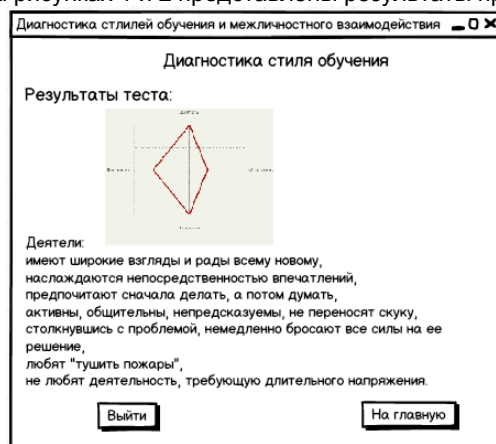 Диагностика стлилей обучения и межличностного взаимодействия
Диагностика стиля обучения
Результаты теста:
Деятели:
имеют широкие взгляды и рады всему новому,
наслаждаются непосредственностью впечатлений,
предпочитают сначала делать, а потом думать,
активны, общительны, непредсказуемы, не переносят скуку,
столкнувшись с проблемой, немедленно бросают все силы на ее
решение,
любят "тушить пожары",
не любят деятельность, требующую длительного напряжения.
Выйти
На главную